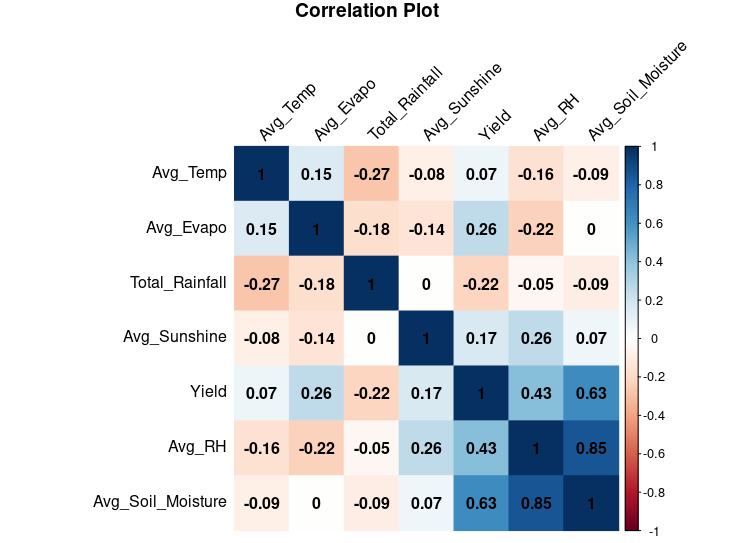 Correlation Plot
Avg_Temp
Avg_Evapo
Total_Rainfall
Avg_Sunshine
Yield
Avg_RH
Avg_Soil_Moisture
Avg_Temp 1 0.15 -0.27 -0.08 0.07 -0.16 -0.09
Avg_Evapo 0.15 1 -0.18 -0.14 0.26 -0.22 0
Total_Rainfall -0.27 -0.18 1 0 -0.22 -0.05 -0.09
Avg_Sunshine -0.08 -0.14 0 1 0.17 0.26 0.07
Yield 0.07 0.26 -0.22 0.17 1 0.43 0.63
Avg_RH -0.16 -0.22 -0.05 0.26 0.43 1 0.85
Avg_Soil_Moisture -0.09 0 -0.09 0.07 0.63 0.85 1
1
0.8
0.6
0.4
0.2
0
-0.2
-0.4
-0.6
-0.8
-1